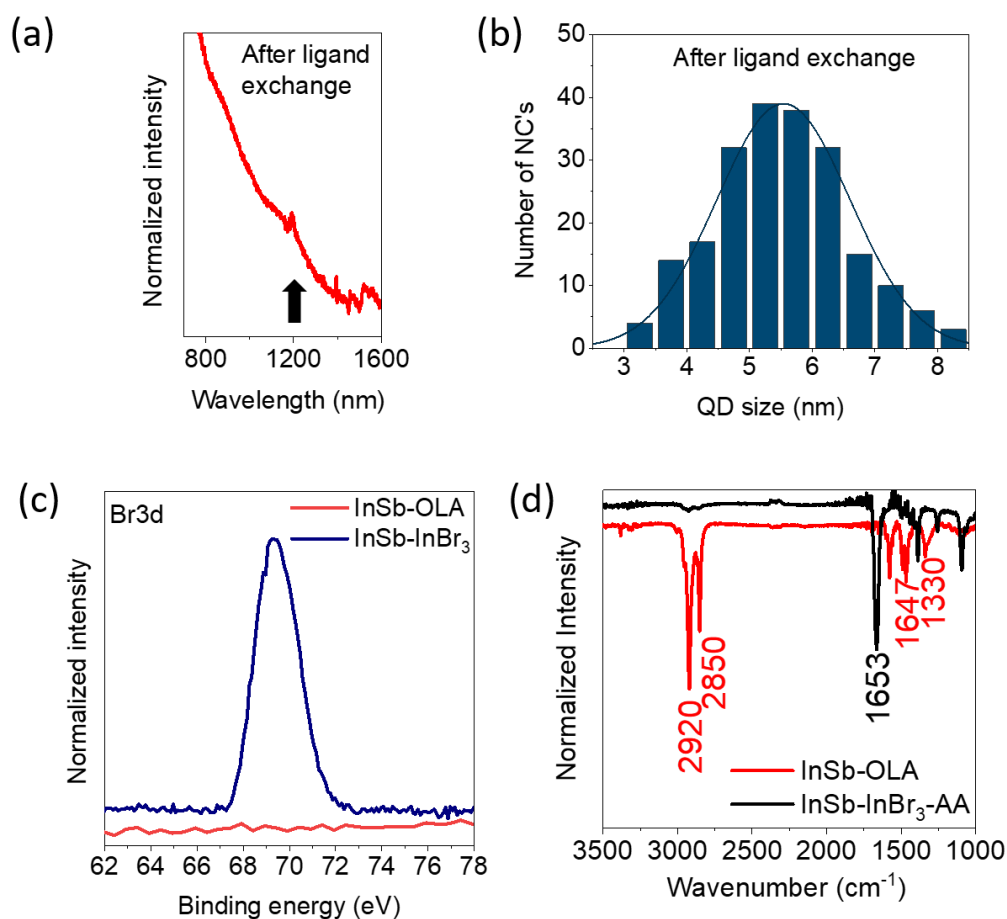 (a)
After ligand
exchange
Normalized intensity
800 1200 1600
Wavelength (nm)
(b)
After ligand exchange
Number of NC's
50
40
30
20
10
0
3 4 5 6 7 8
QD size (nm)
(c)
Br3d
InSb-OLA
InSb-InBr₃
Normalized intensity
62 64 66 68 70 72 74 76 78
Binding energy (eV)
(d)
Normalized Intensity
2920
2850
1653
1647
1330
InSb-OLA
InSb-InBr₃-AA
3500 3000 2500 2000 1500 1000
Wavenumber (cm⁻¹)